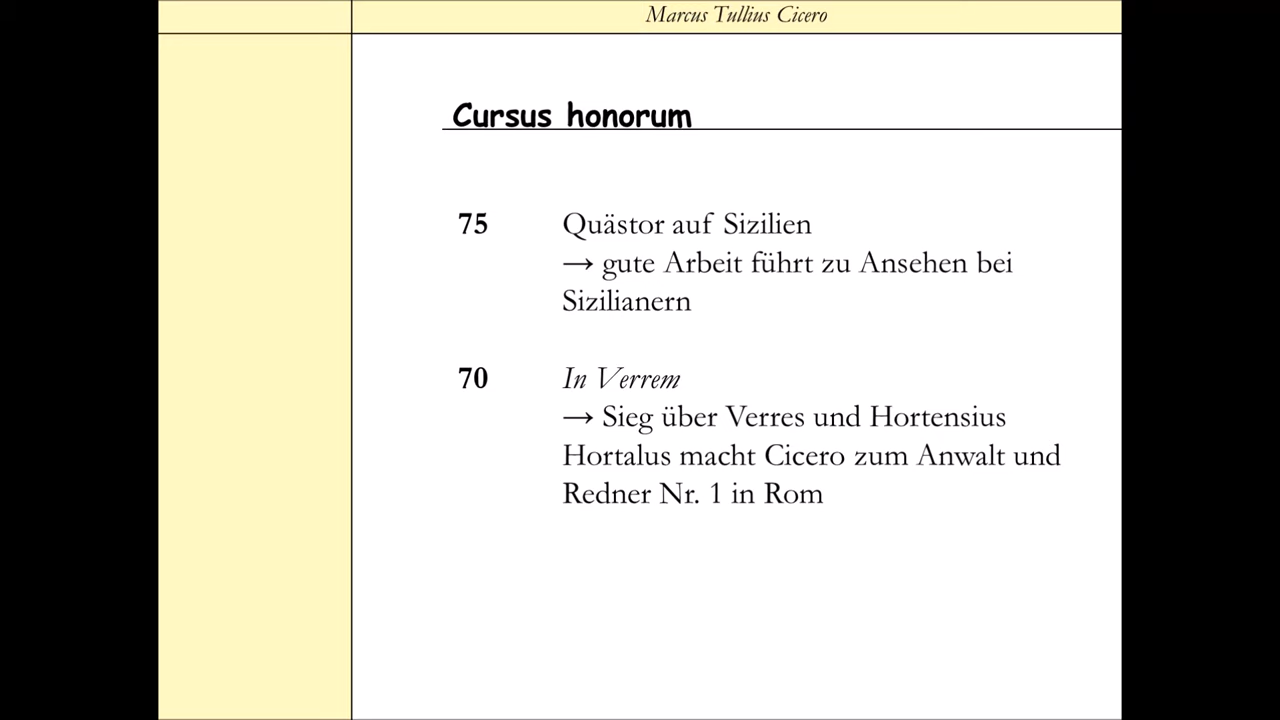 Marcus Tullius Cicero
Cursus honorum
75 Quästor auf Sizilien
→ gute Arbeit führt zu Ansehen bei
Sizilianern
70 In Verrem
→ Sieg über Verres und Hortensius
Hortalus macht Cicero zum Anwalt und
Redner Nr. 1 in Rom